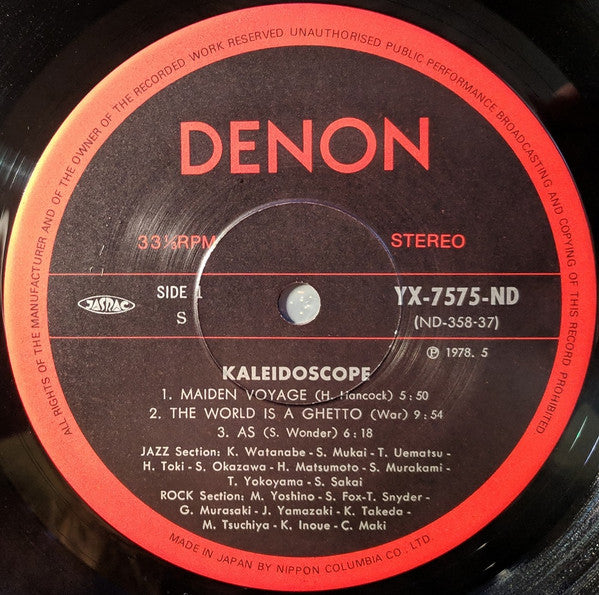 ALL RIGHTS OF THE MANUFACTURER AND OF THE OWNER OF THE RECORDED WORK RESERVED UNAUTHORISED PUBLIC PERFORMANCE BROADCASTING AND COPYING OF THIS RECORD PROHIBITED
DENON
33⅓RPM STEREO
JASRAC
SIDE 1
S
YX-7575-ND
(ND-358-37)
Ⓟ 1978. 5
KALEIDOSCOPE
1. MAIDEN VOYAGE (H. Hancock) 5:50
2. THE WORLD IS A GHETTO (War) 9:54
3. AS (S. Wonder) 6:18
JAZZ Section: K. Watanabe - S. Mukai - T. Uematsu -
H. Toki - S. Okazawa - H. Matsumoto - S. Murakami -
T. Yokoyama - S. Sakai
ROCK Section: M. Yoshino - S. Fox-T. Snyder -
G. Murasaki - J. Yamazaki - K. Takeda -
M. Tsuchiya - K. Inoue - C. Maki
MADE IN JAPAN BY NIPPON COLUMBIA CO., LTD.